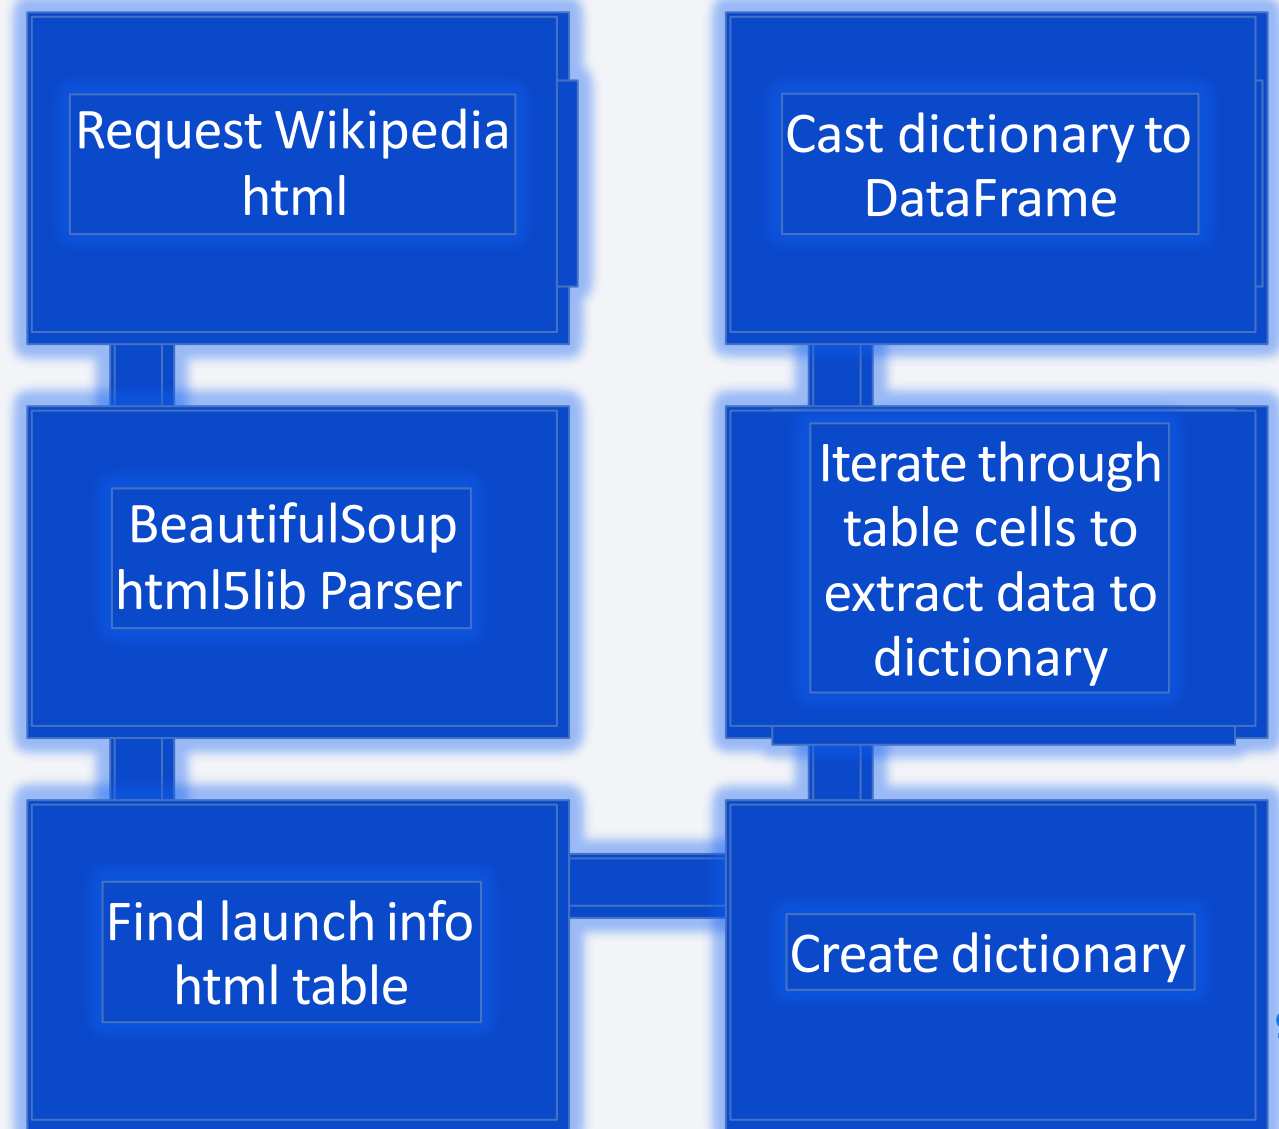 Request Wikipedia
html
BeautifulSoup
html5lib Parser
Find launch info
html table
Create dictionary
Iterate through
table cells to
extract data to
dictionary
Cast dictionary to
DataFrame